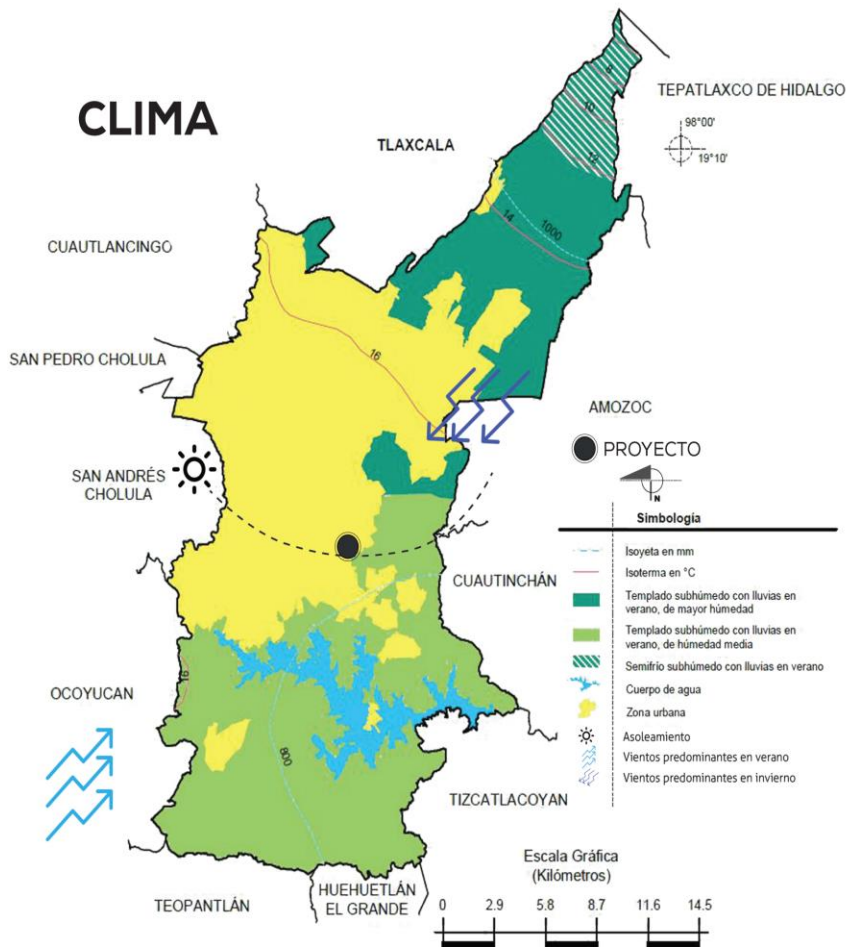 CLIMA
TEPATLAXCO DE HIDALGO
98°00'
19°10'
TLAXCALA
8
10
12
14
1000
CUAUTLANCINGO
SAN PEDRO CHOLULA
16
AMOZOC
PROYECTO
N
SAN ANDRÉS
CHOLULA
Simbología
Isoyeta en mm
Isoterma en °C
Templado subhúmedo con lluvias en
verano, de mayor húmedad
Templado subhúmedo con lluvias en
verano, de húmedad media
Semifrio subhúmedo con lluvias en verano
Cuerpo de agua
Zona urbana
Asoleamiento
Vientos predominantes en verano
Vientos predominantes en invierno
CUAUTINCHÁN
16
OCOYUCAN
800
TIZCATLACOYAN
TEOPANTLÁN
HUEHUETLÁN
EL GRANDE
Escala Gráfica
(Kilómetros)
0 2.9 5.8 8.7 11.6 14.5